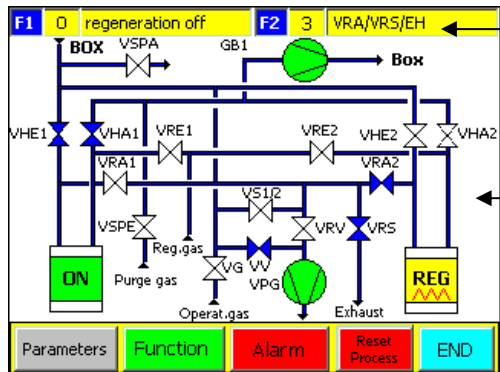 F1 0 regeneration off F2 3 VRA/VRS/EH
BOX VSPA GB1 Box
VHE1 VHA1 VRE1 VRE2 VHE2 VHA2
VRA1 VRA2
VS1/2
VSPE VRV VRS
Reg.gas
VG VV
ON Purge gas VPG REG
Operat.gas Exhaust
Parameters Function Alarm Reset Process END